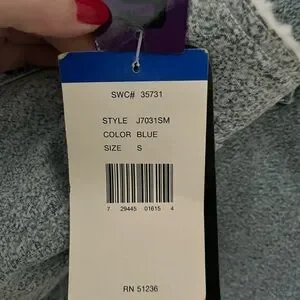 SWC# 35731
STYLE J7031SM
COLOR BLUE
SIZE S
7 29445 01615 4
RN 51236